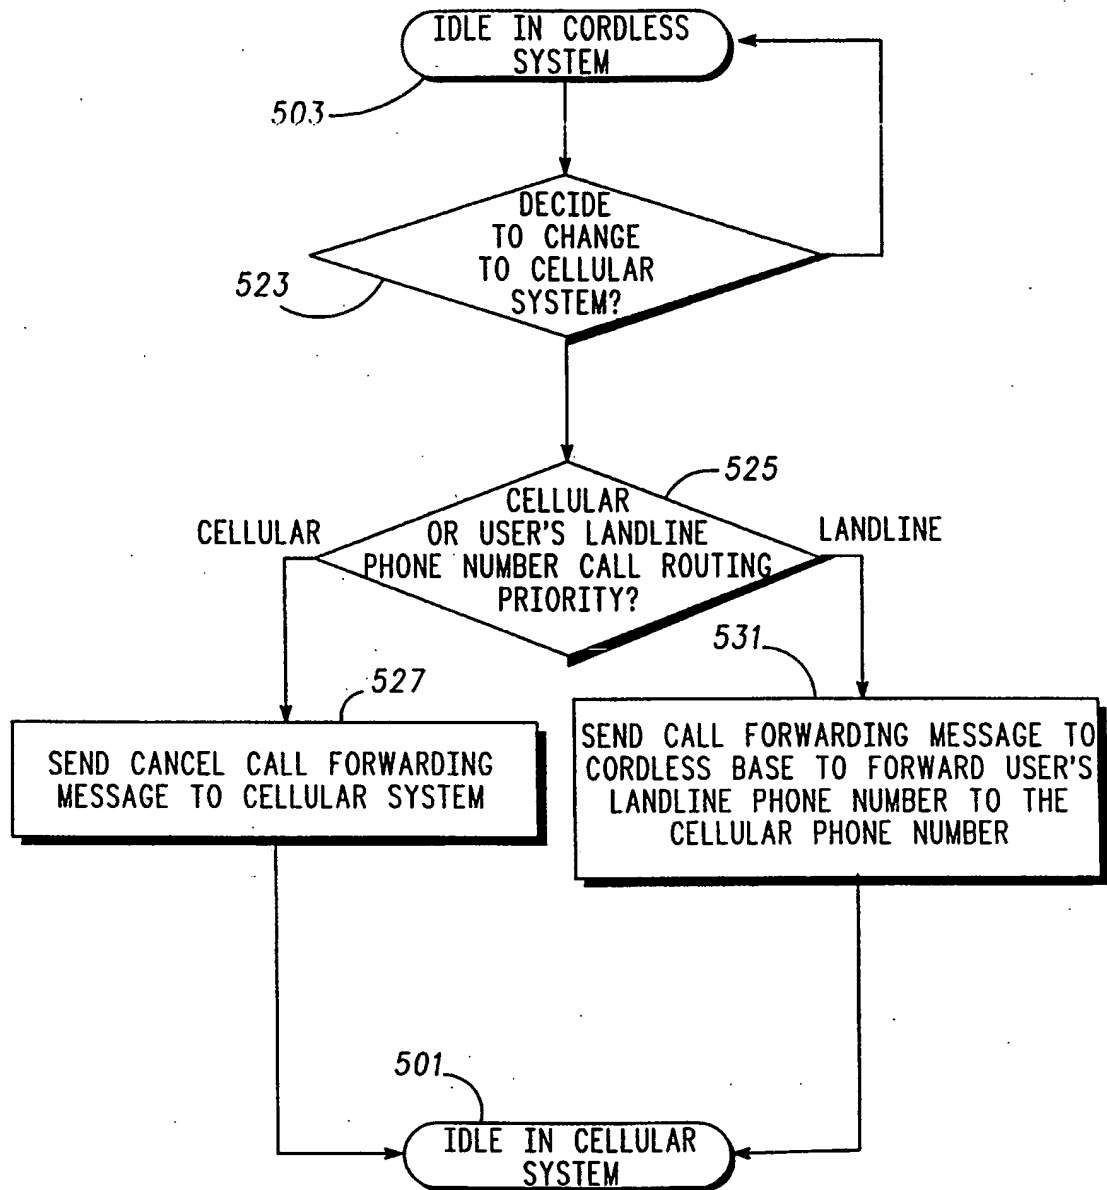 IDLE IN CORDLESS
SYSTEM
503
DECIDE
TO CHANGE
TO CELLULAR
SYSTEM?
523
525
CELLULAR
OR USER'S LANDLINE
PHONE NUMBER CALL ROUTING
PRIORITY?
CELLULAR
LANDLINE
527
531
SEND CANCEL CALL FORWARDING
MESSAGE TO CELLULAR SYSTEM
SEND CALL FORWARDING MESSAGE TO
CORDLESS BASE TO FORWARD USER'S
LANDLINE PHONE NUMBER TO THE
CELLULAR PHONE NUMBER
501
IDLE IN CELLULAR
SYSTEM